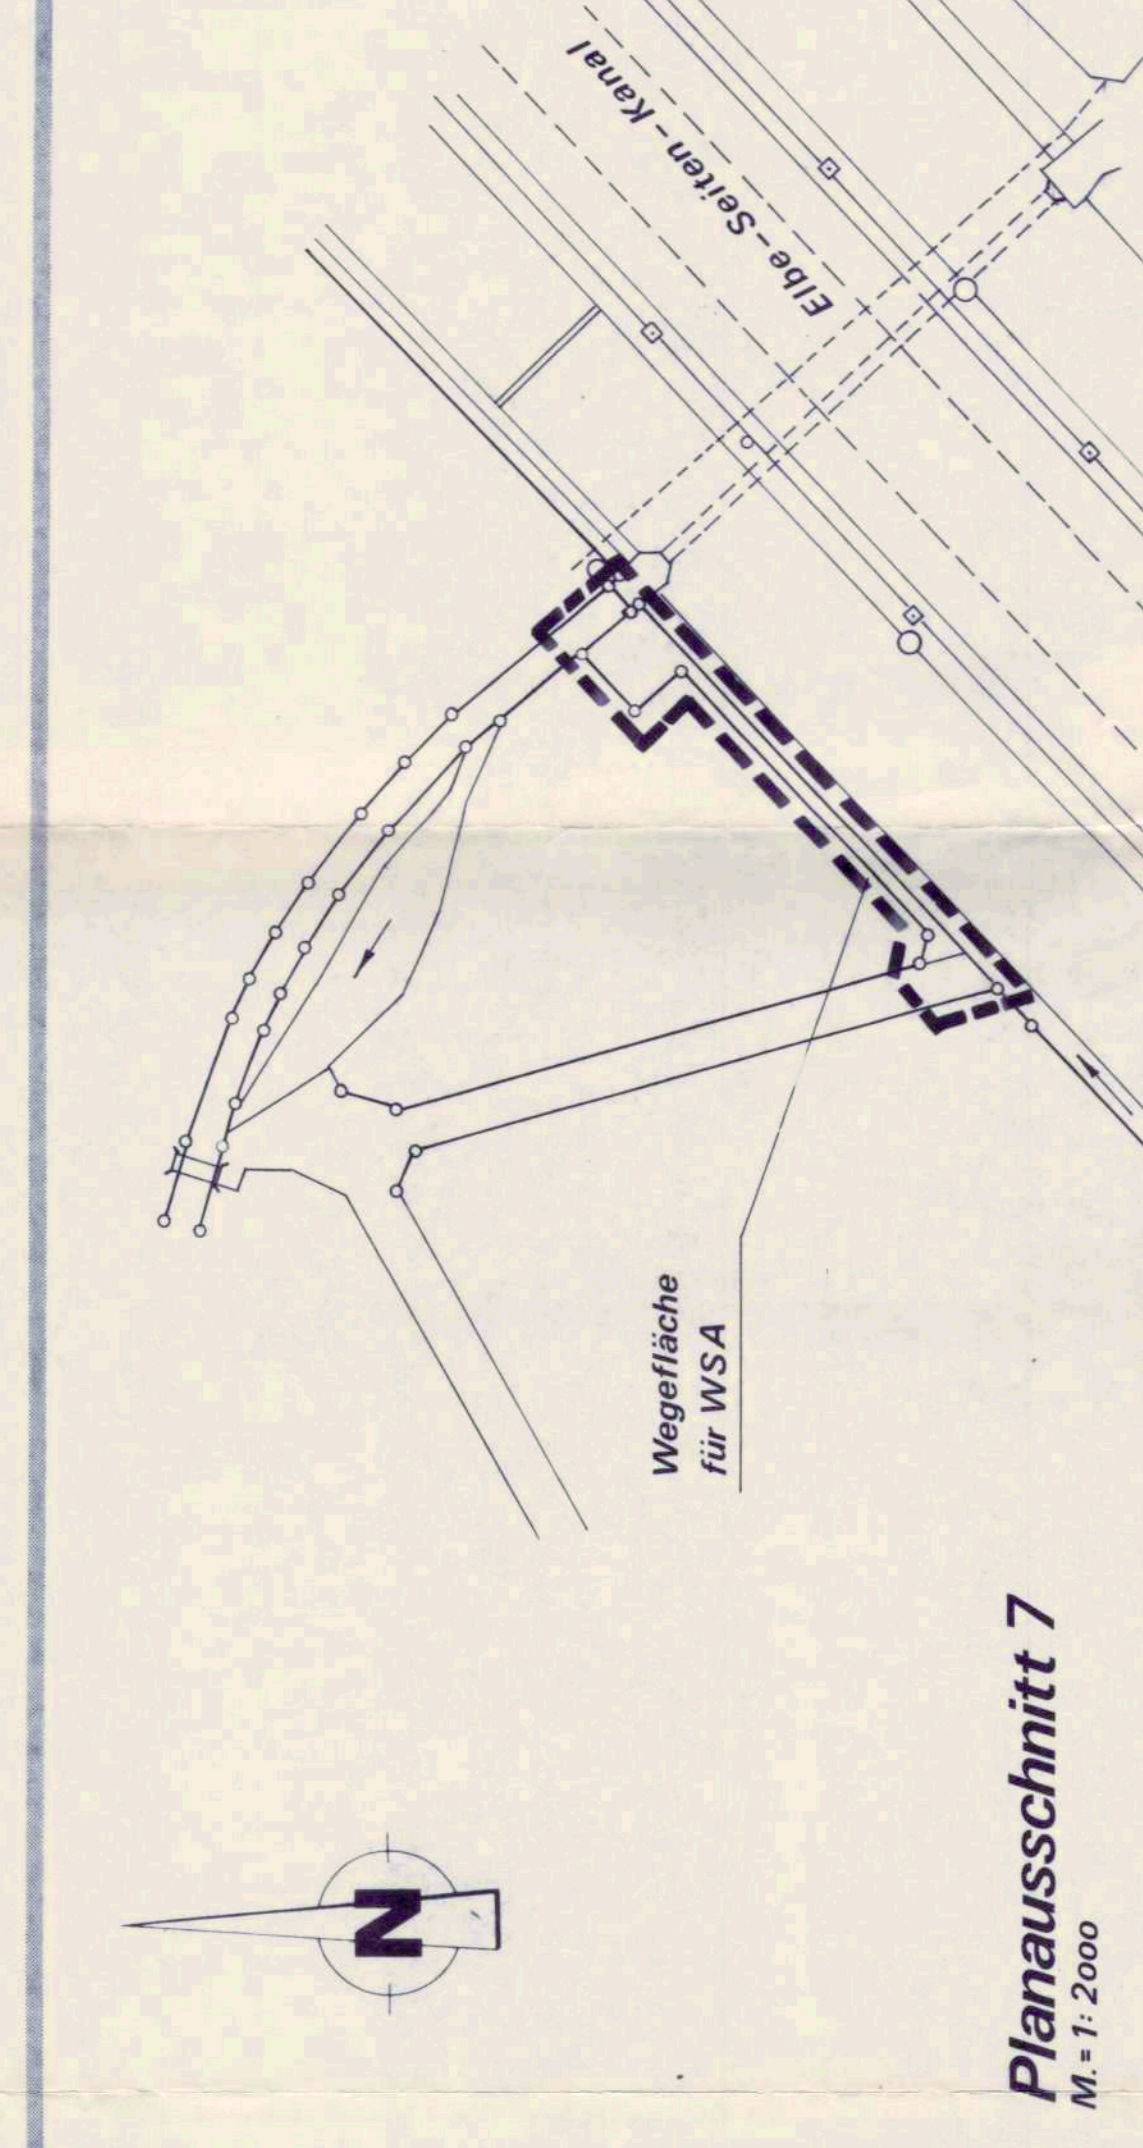 Elbe-Seiten-Kanal
Wegefläche
für WSA
N
Planausschnitt 7
M. = 1: 2000